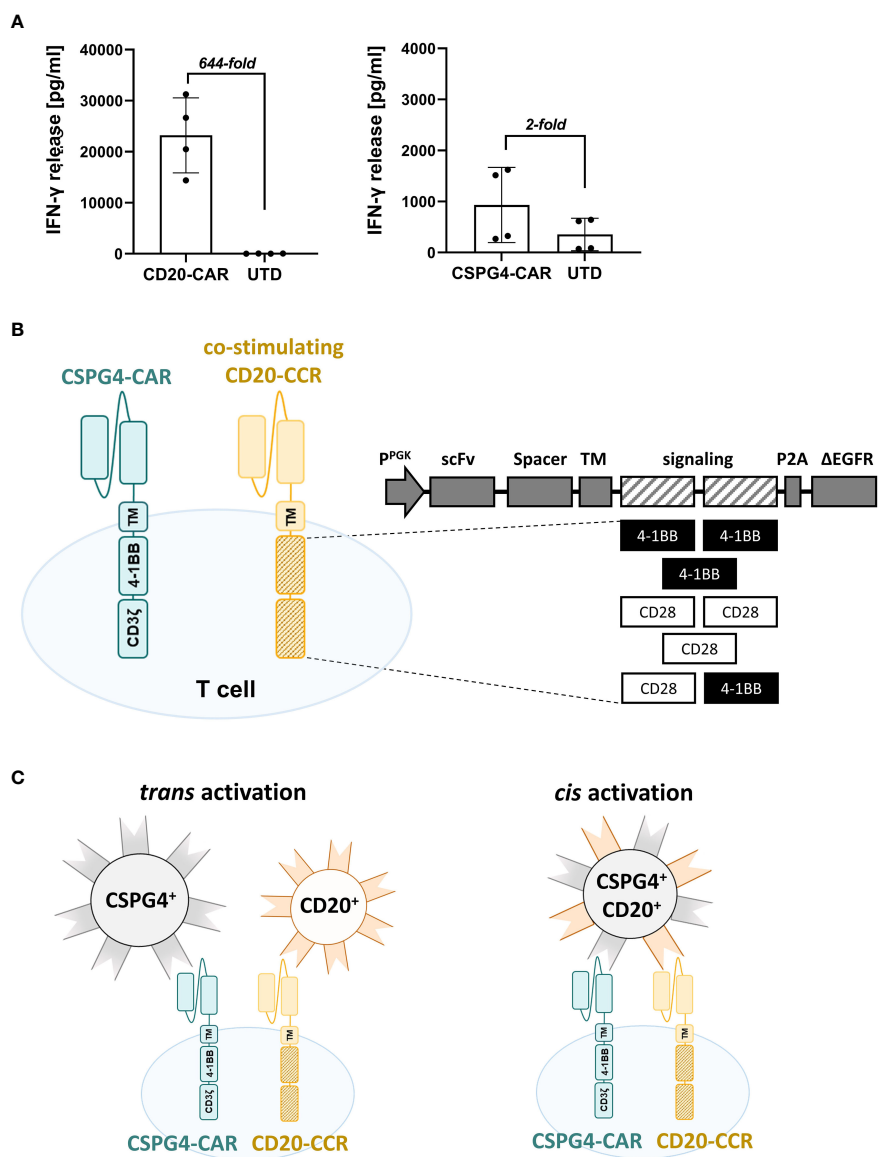 A
IFN-γ release [pg/ml]
40000
30000
20000
10000
0
644-fold
CD20-CAR UTD
IFN-γ release [pg/ml]
4000
3000
2000
1000
0
2-fold
CSPG4-CAR UTD
B
co-stimulating
CSPG4-CAR CD20-CCR
TM
4-1BB
CD3ζ
TM
T cell
PPGK scFv Spacer TM signaling P2A ΔEGFR
4-1BB 4-1BB
4-1BB
CD28 CD28
CD28
CD28 4-1BB
C
trans activation
CSPG4+
CD20+
TM
4-1BB
CD3ζ
TM
CSPG4-CAR CD20-CCR
cis activation
CSPG4+
CD20+
TM
4-1BB
CD3ζ
TM
CSPG4-CAR CD20-CCR